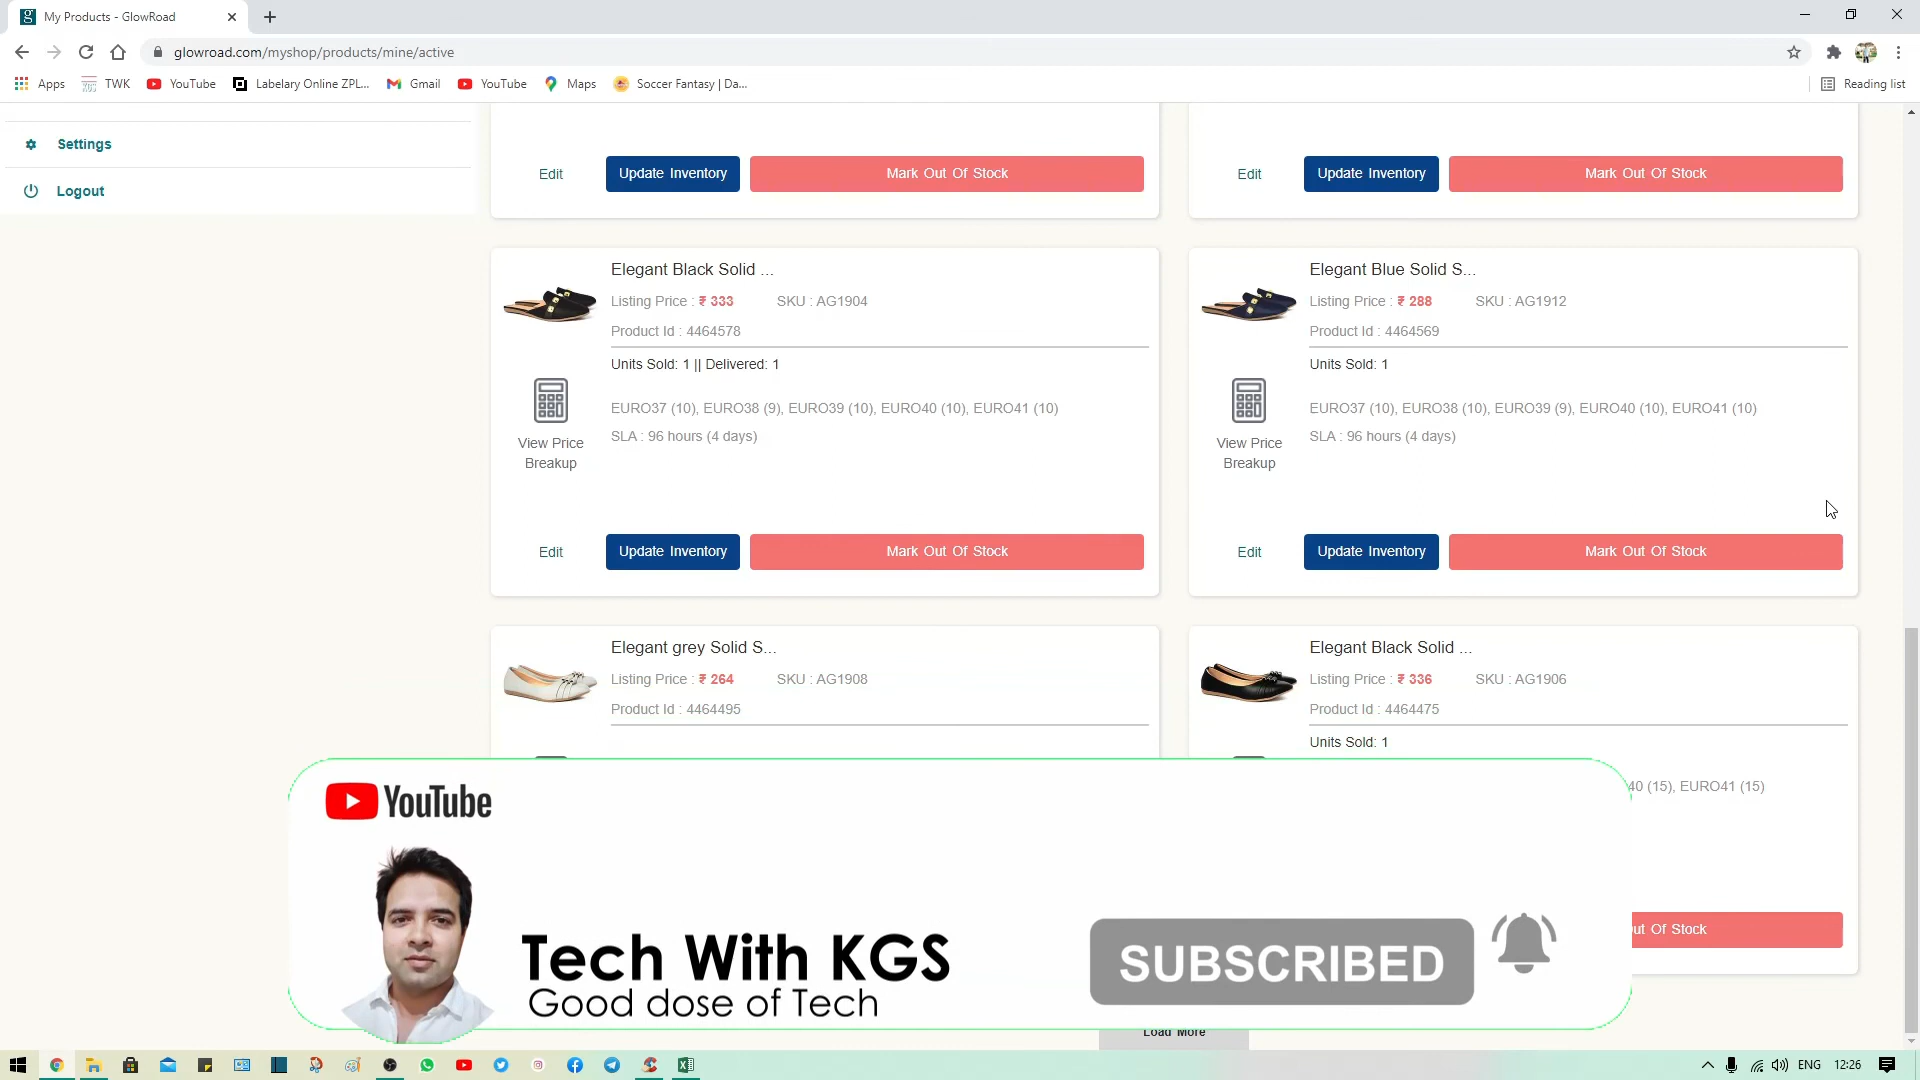 My Products - GlowRoad
glowroad.com/myshop/products/mine/active
Apps TWK YouTube Labelary Online ZPL... Gmail YouTube Maps Soccer Fantasy | Da... Reading list
Settings
Logout
Edit Update Inventory Mark Out Of Stock
Edit Update Inventory Mark Out Of Stock
Elegant Black Solid ...
Listing Price : ₹ 333 SKU : AG1904
Product Id : 4464578
Units Sold: 1 || Delivered: 1
EURO37 (10), EURO38 (9), EURO39 (10), EURO40 (10), EURO41 (10)
SLA : 96 hours (4 days)
View Price
Breakup
Edit Update Inventory Mark Out Of Stock
Elegant Blue Solid S...
Listing Price : ₹ 288 SKU : AG1912
Product Id : 4464569
Units Sold: 1
EURO37 (10), EURO38 (10), EURO39 (9), EURO40 (10), EURO41 (10)
SLA : 96 hours (4 days)
View Price
Breakup
Edit Update Inventory Mark Out Of Stock
Elegant grey Solid S...
Listing Price : ₹ 264 SKU : AG1908
Product Id : 4464495
Elegant Black Solid ...
Listing Price : ₹ 336 SKU : AG1906
Product Id : 4464475
Units Sold: 1
40 (15), EURO41 (15)
ut Of Stock
YouTube
Tech With KGS
Good dose of Tech
SUBSCRIBED
Load More
ENG 12:26